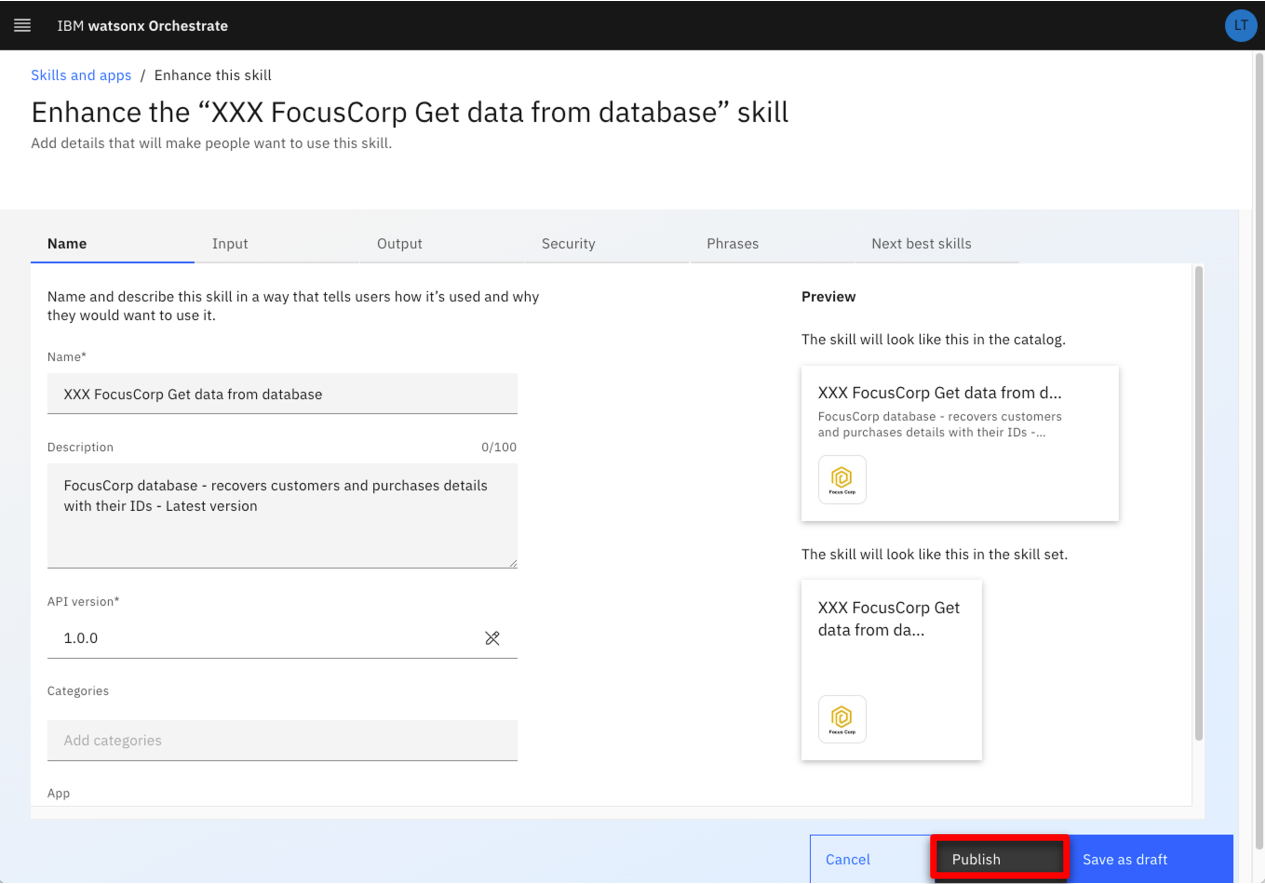 IBM watsonx Orchestrate
LT
Skills and apps / Enhance this skill
Enhance the “XXX FocusCorp Get data from database” skill
Add details that will make people want to use this skill.
Name Input Output Security Phrases Next best skills
Name and describe this skill in a way that tells users how it’s used and why
they would want to use it.
Name*
XXX FocusCorp Get data from database
Description 0/100
FocusCorp database - recovers customers and purchases details
with their IDs - Latest version
API version*
1.0.0
Categories
Add categories
App
Preview
The skill will look like this in the catalog.
XXX FocusCorp Get data from d...
FocusCorp database - recovers customers
and purchases details with their IDs -...
Focus Corp
The skill will look like this in the skill set.
XXX FocusCorp Get
data from da...
Focus Corp
Cancel Publish Save as draft